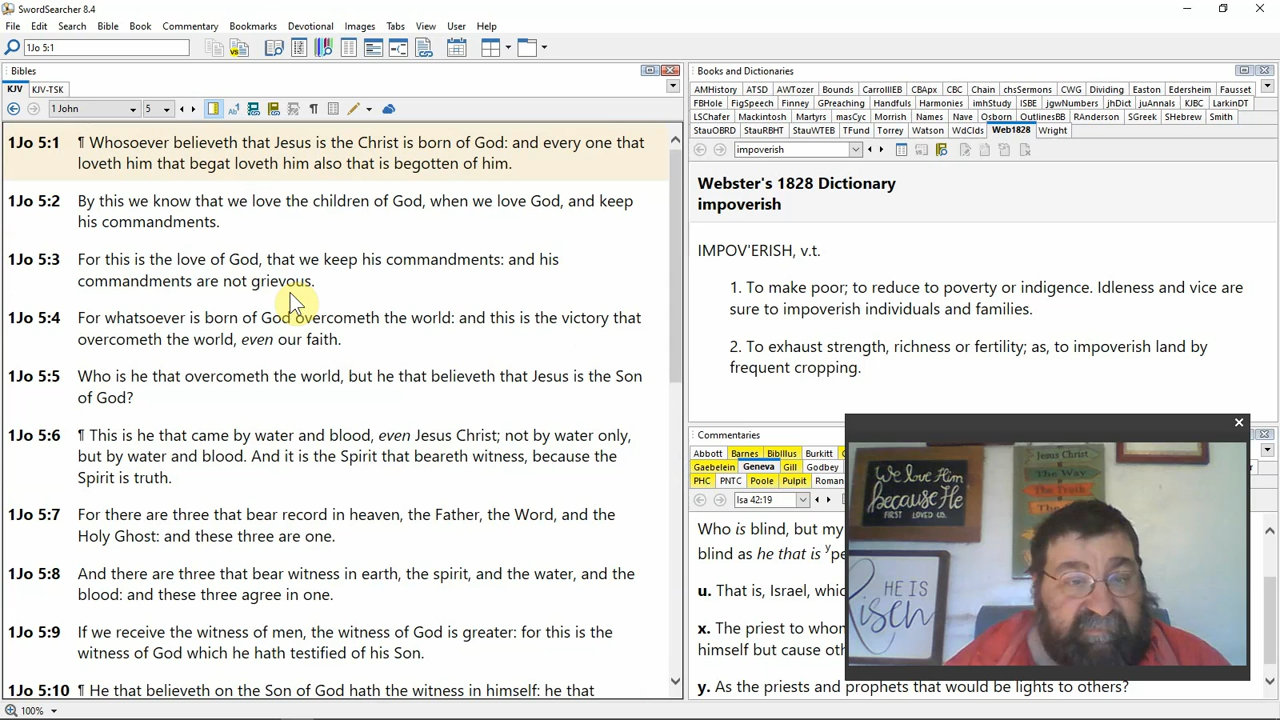 SwordSearcher 8.4
File Edit Search Bible Book Commentary Bookmarks Devotional Images Tabs View User Help
1Jo 5:1
Bibles
KJV KJV-TSK
1 John 5
1Jo 5:1 ¶ Whosoever believeth that Jesus is the Christ is born of God: and every one that
loveth him that begat loveth him also that is begotten of him.
1Jo 5:2 By this we know that we love the children of God, when we love God, and keep
his commandments.
1Jo 5:3 For this is the love of God, that we keep his commandments: and his
commandments are not grievous.
1Jo 5:4 For whatsoever is born of God overcometh the world: and this is the victory that
overcometh the world, even our faith.
1Jo 5:5 Who is he that overcometh the world, but he that believeth that Jesus is the Son
of God?
1Jo 5:6 ¶ This is he that came by water and blood, even Jesus Christ; not by water only,
but by water and blood. And it is the Spirit that beareth witness, because the
Spirit is truth.
1Jo 5:7 For there are three that bear record in heaven, the Father, the Word, and the
Holy Ghost: and these three are one.
1Jo 5:8 And there are three that bear witness in earth, the spirit, and the water, and the
blood: and these three agree in one.
1Jo 5:9 If we receive the witness of men, the witness of God is greater: for this is the
witness of God which he hath testified of his Son.
1Jo 5:10 ¶ He that believeth on the Son of God hath the witness in himself: he that
100%
Books and Dictionaries
AMHistory ATSD AWTozer Bounds CarrollIEB CBApx CBC Chain chsSermons CWG Dividing Easton Edersheim Fausset
FBHole FigSpeech Finney GPreaching Handfuls Harmonies imhStudy ISBE jgwNumbers jhDict juAnnals KJBC LarkinDT
LSChafer Mackintosh Martyrs masCyc Morrish Names Nave Osborn OutlinesBB RAnderson SGreek SHebrew Smith
StauOBRD StauRBHT StauWTEB TFund Torrey Watson WdClds Web1828 Wright
impoverish
Webster's 1828 Dictionary
impoverish
IMPOV'ERISH, v.t.
1. To make poor; to reduce to poverty or indigence. Idleness and vice are
sure to impoverish individuals and families.
2. To exhaust strength, richness or fertility; as, to impoverish land by
frequent cropping.
Commentaries
Abbott Barnes BibIllus Burkitt
Gaebelein Geneva Gill Godbey
PHC PNTC Poole Pulpit Roman
Isa 42:19
Who is blind, but my
blind as he that is y
u. That is, Israel,
x. The priest to
himself but cause
y. As the priests and prophets that would be lights to others?
We love Him
because He
FIRST LOVED US.
Jesus Christ
The Way
The Truth
HE IS
Risen